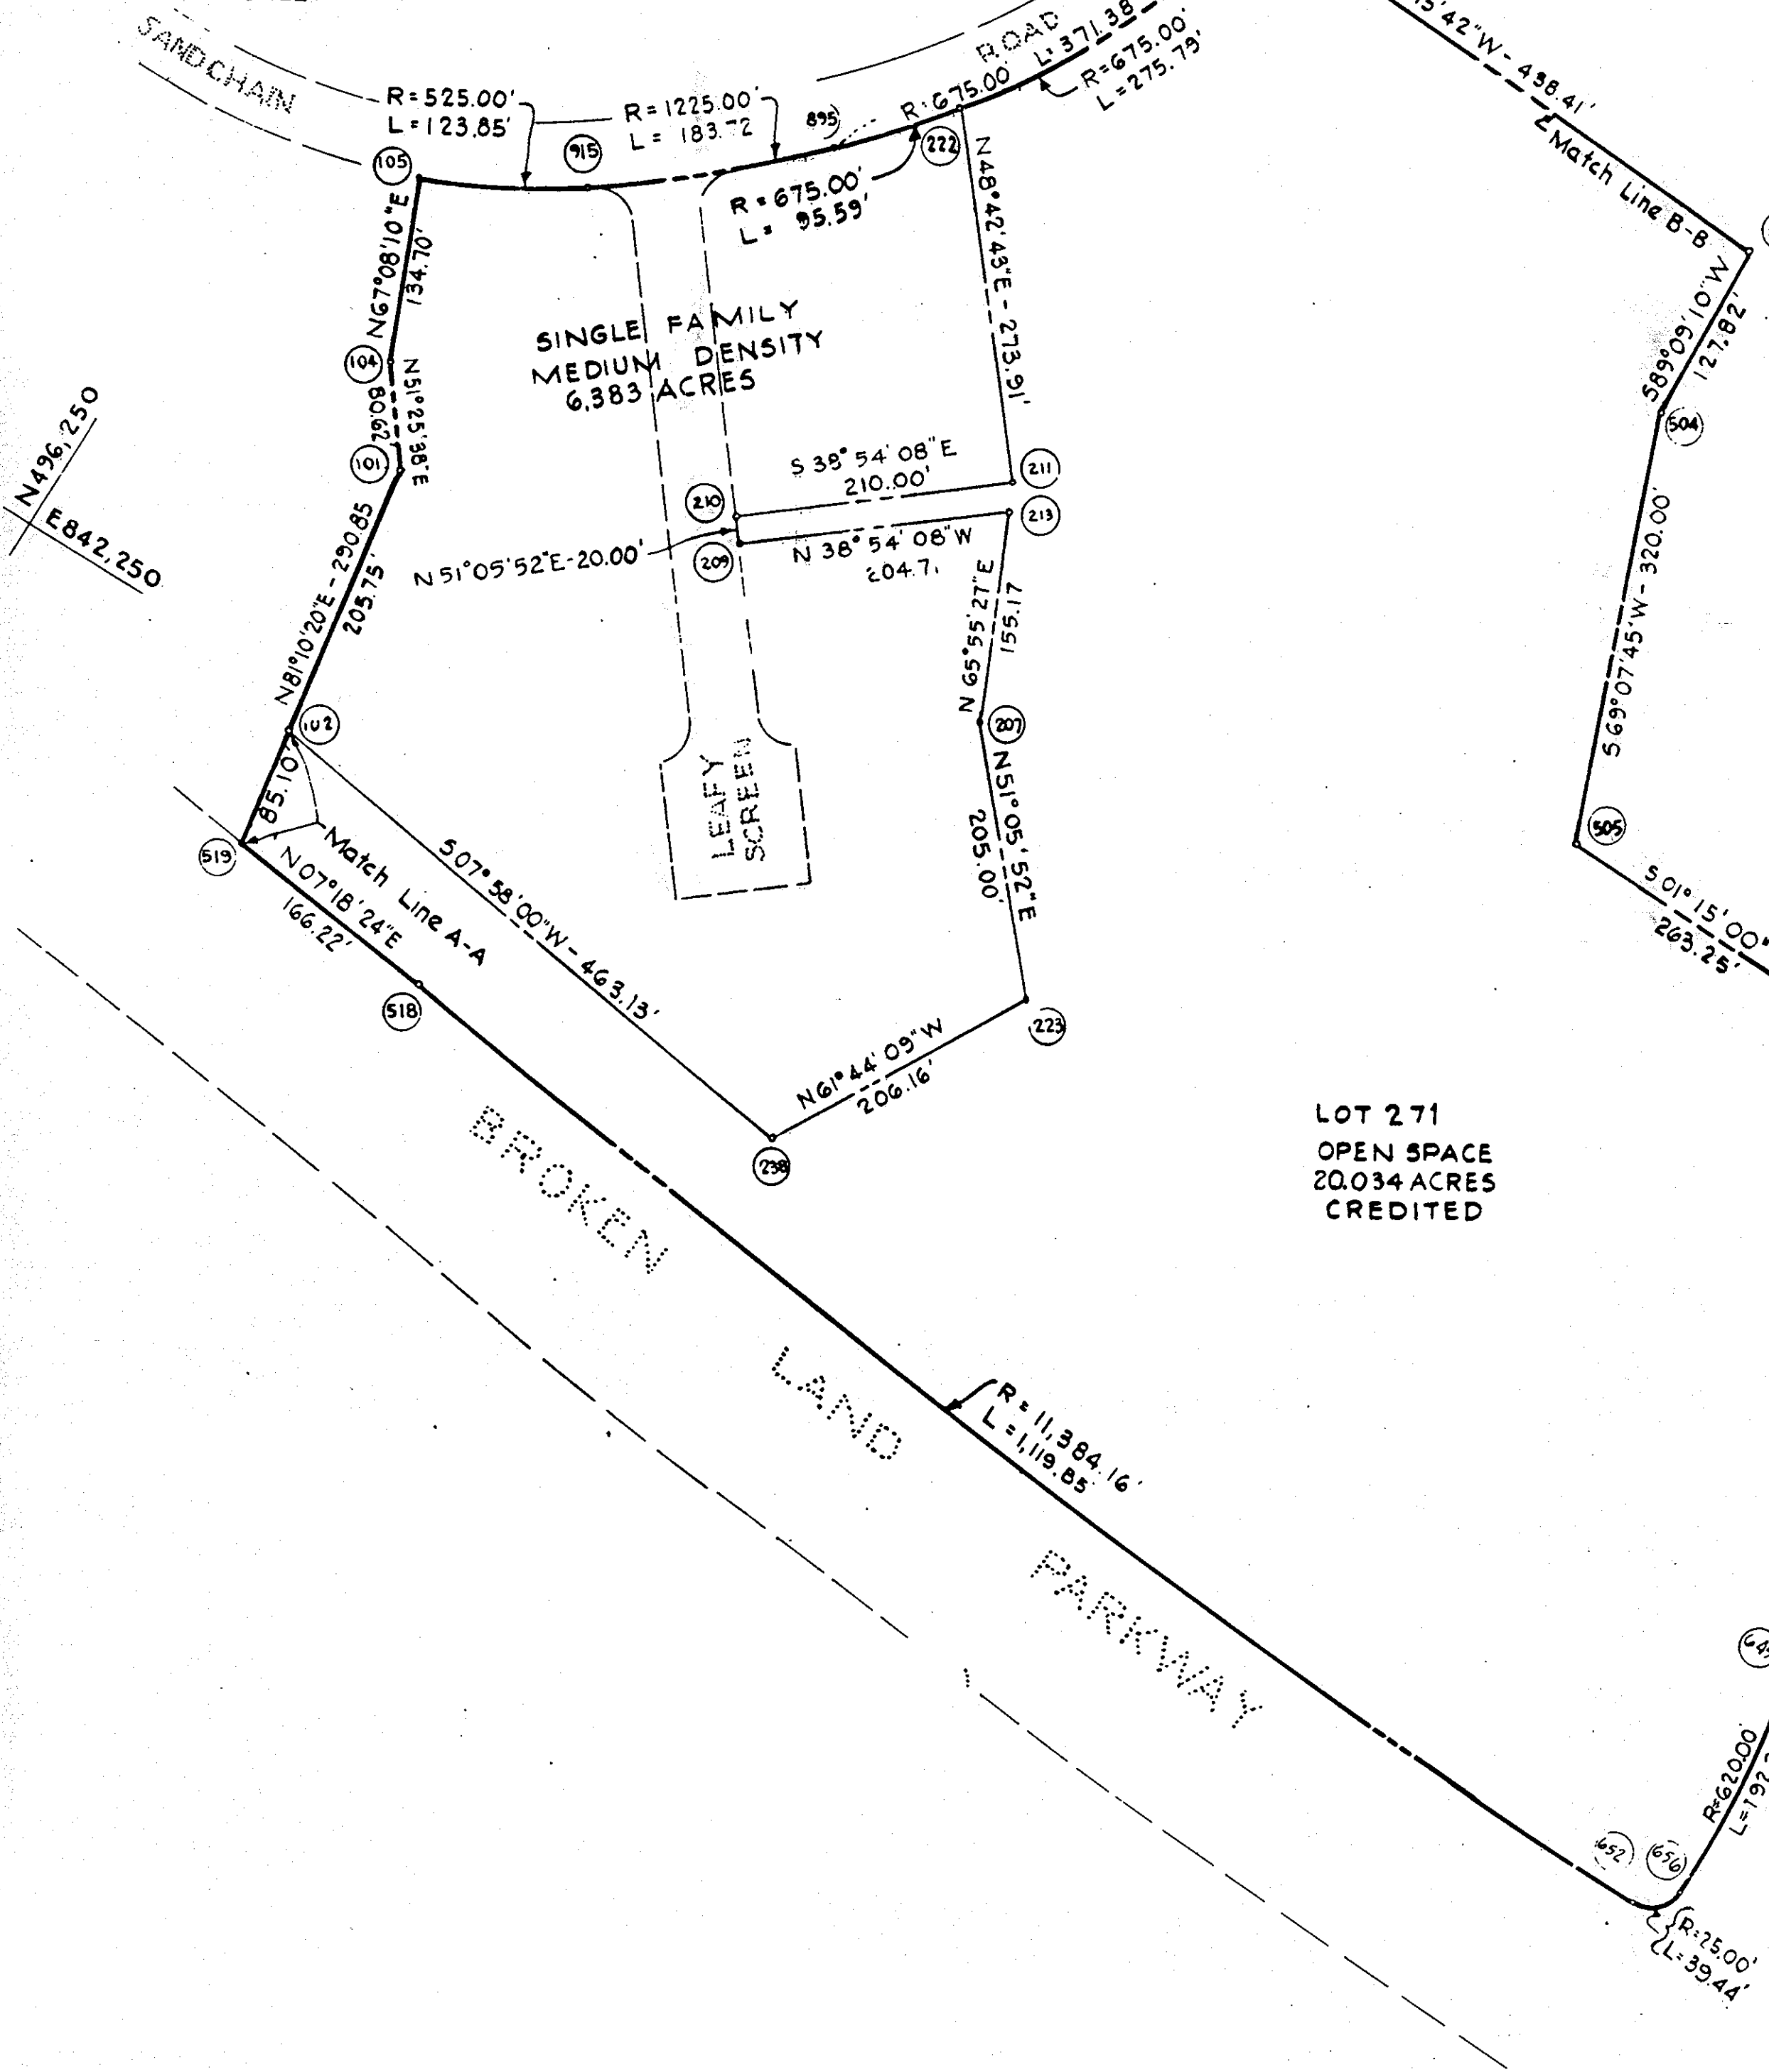 SANDCHAIN
ROAD
R=525.00'
L=123.85'
R=1225.00'
L= 183.72
895
R=675.00'
L=371.38
R=675.00'
L=275.79'
105
915
222
R=675.00'
L= 95.59'
N67°08'10"E
134.70'
N48°42'43"E-273.91'
SINGLE FAMILY
MEDIUM DENSITY
6.383 ACRES
104
N51°25'38"E
80.62'
101
N496,250
E842,250
S 38° 54' 08"E
210.00'
211
210
213
N 38° 54' 08"W
209
N 51°05'52"E-20.00'
N81°10'20"E-290.85
205.75'
N 65°55'27"E
155.17
102
207
LEAFY
SCREEN
N51°05'52"E
205.00'
85.10'
519
Match Line A-A
N07°18'24"E
166.22'
S07°58'00"W-463.13'
518
223
N61°44'09"W
206.16'
238
BROKEN
LAND
PARKWAY
R=11,384.16'
L=1,119.85'
LOT 271
OPEN SPACE
20.034 ACRES
CREDITED
42"W-438.41'
Match Line B-B
S89°09'10"W
127.82'
504
S69°07'45"W-320.00'
505
S01°15'00"
263.25'
R=620.00
652
656
R=25.00'
L=39.44'